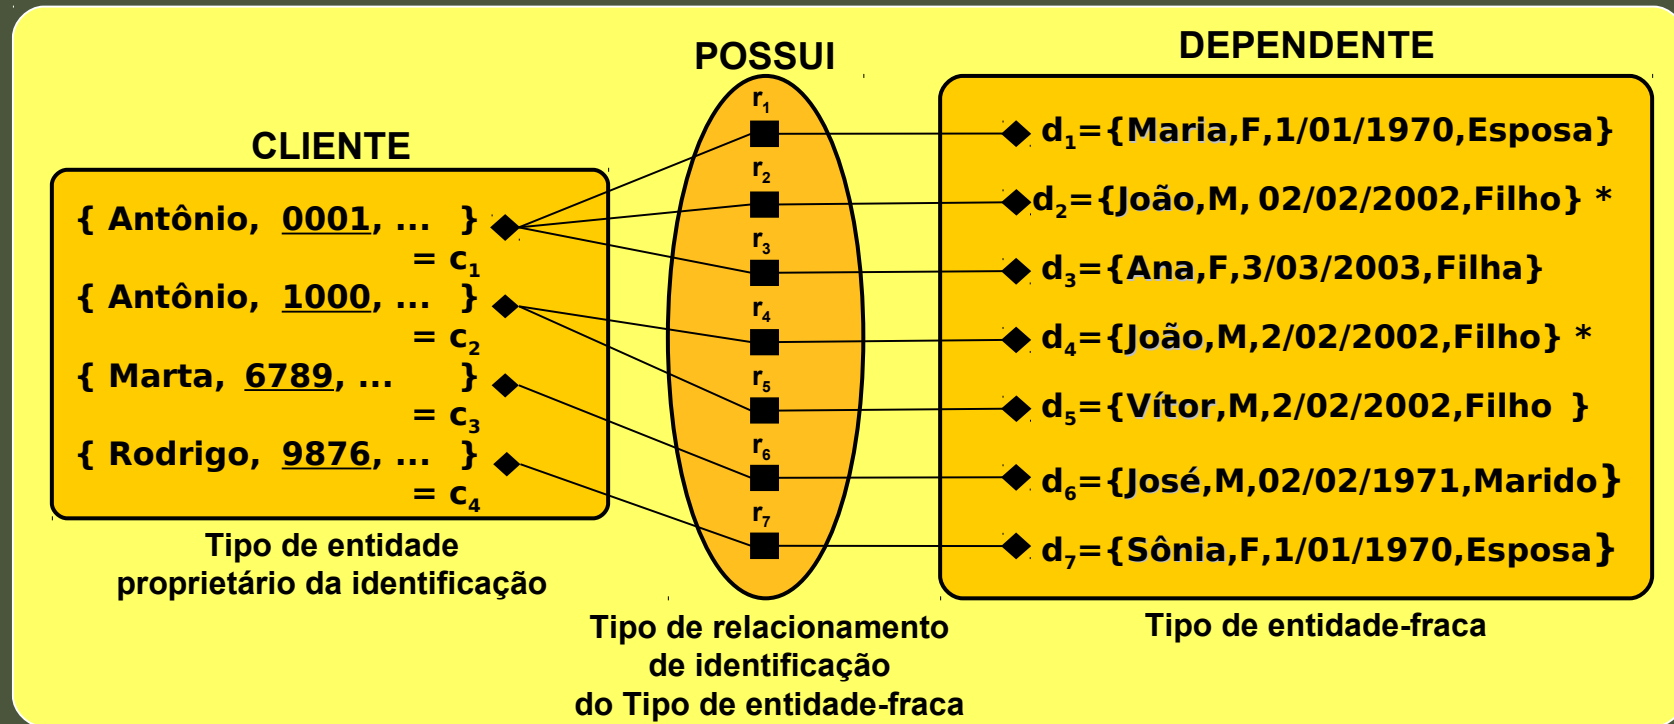 CLIENTE
{ Antônio, 0001, ... }
= c₁
{ Antônio, 1000, ... }
= c₂
{ Marta, 6789, ... }
= c₃
{ Rodrigo, 9876, ... }
= c₄
Tipo de entidade
proprietário da identificação
POSSUI
r₁
r₂
r₃
r₄
r₅
r₆
r₇
Tipo de relacionamento
de identificação
do Tipo de entidade-fraca
DEPENDENTE
d₁={Maria,F,1/01/1970,Esposa}
d₂={João,M, 02/02/2002,Filho} *
d₃={Ana,F,3/03/2003,Filha}
d₄={João,M,2/02/2002,Filho} *
d₅={Vítor,M,2/02/2002,Filho }
d₆={José,M,02/02/1971,Marido}
d₇={Sônia,F,1/01/1970,Esposa}
Tipo de entidade-fraca